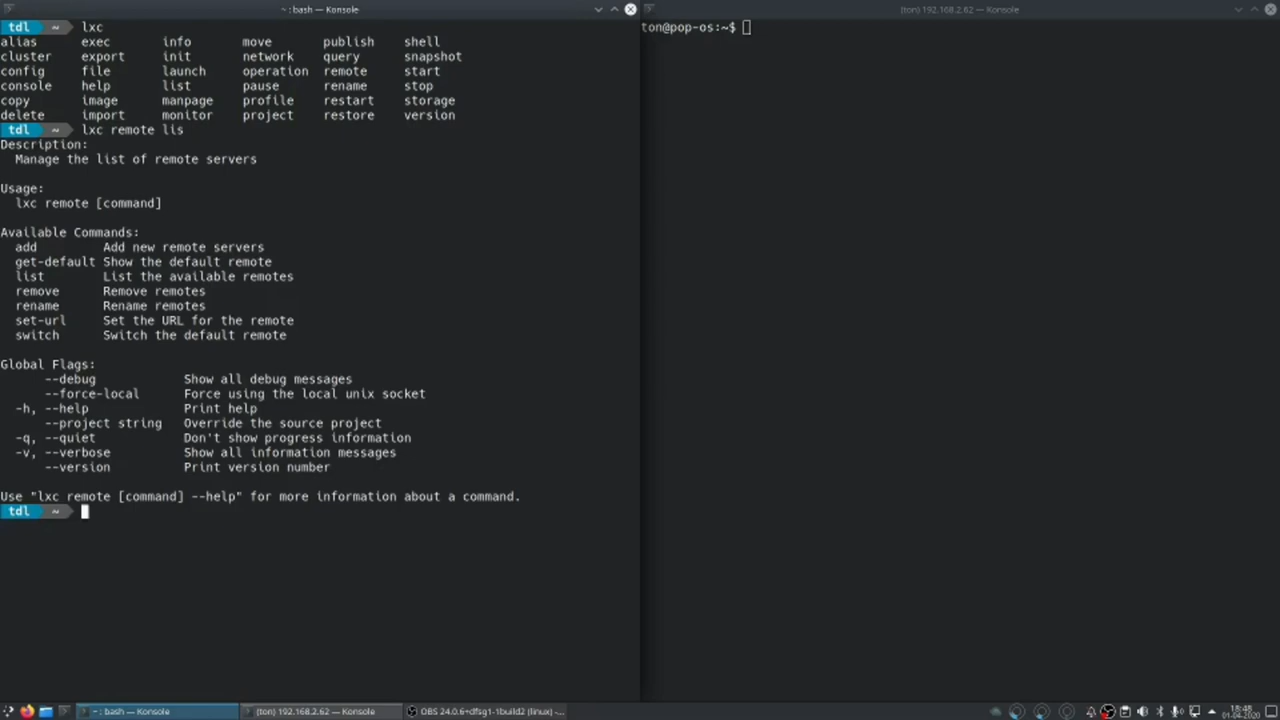 ~ : bash — Konsole
tdl ~ lxc
alias exec info move publish shell
cluster export init network query snapshot
config file launch operation remote start
console help list pause rename stop
copy image manpage profile restart storage
delete import monitor project restore version
tdl ~ lxc remote lis
Description:
Manage the list of remote servers
Usage:
lxc remote [command]
Available Commands:
add Add new remote servers
get-default Show the default remote
list List the available remotes
remove Remove remotes
rename Rename remotes
set-url Set the URL for the remote
switch Switch the default remote
Global Flags:
--debug Show all debug messages
--force-local Force using the local unix socket
-h, --help Print help
--project string Override the source project
-q, --quiet Don't show progress information
-v, --verbose Show all information messages
--version Print version number
Use "lxc remote [command] --help" for more information about a command.
tdl ~
(ton) 192.168.2.62 — Konsole
ton@pop-os:~$
~ : bash — Konsole
(ton) 192.168.2.62 — Konsole
OBS 24.0.6+dfsg1-1build2 (linux) -...
18:48
01-04-2020